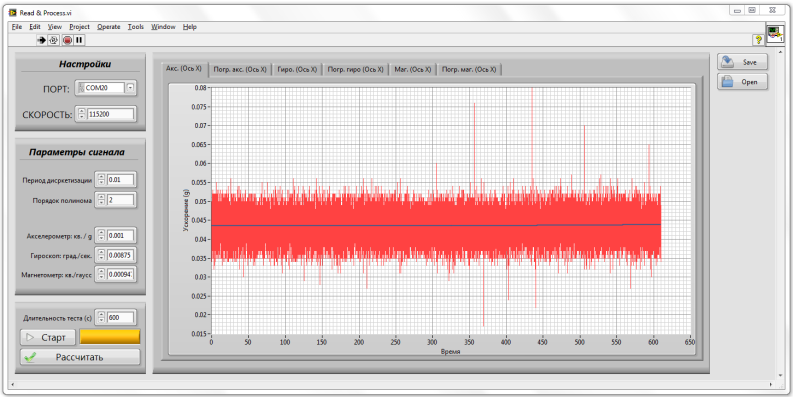 Read & Process.vi
File Edit View Project Operate Tools Window Help
Настройки
ПОРТ: COM20
СКОРОСТЬ: 115200
Параметры сигнала
Период дискретизации 0.01
Порядок полинома 2
Акселерометр: кв. / g 0.001
Гироскоп: град./сек. 0.00875
Магнетометр: кв./гаусс 0.00094
Длительность теста (с) 600
Старт
Рассчитать
Акс. (Ось X) Погр. акс. (Ось X) Гиро. (Ось X) Погр. гиро (Ось X) Маг. (Ось X) Погр. маг. (Ось X)
Ускорение (g)
0.08
0.075
0.07
0.065
0.06
0.055
0.05
0.045
0.04
0.035
0.03
0.025
0.02
0.015
0 50 100 150 200 250 300 350 400 450 500 550 600 650
Время
Save
Open